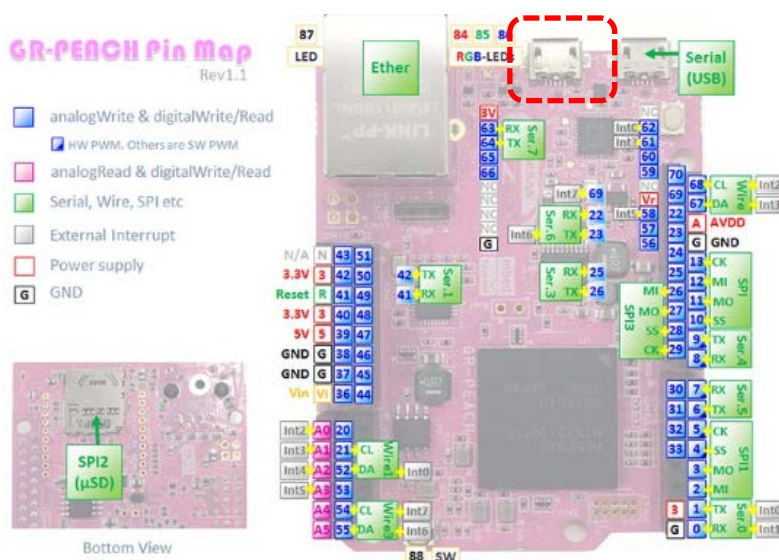 GR-PEACH Pin Map
Rev1.1
analogWrite & digitalWrite/Read
HW PWM. Others are SW PWM
analogRead & digitalWrite/Read
Serial, Wire, SPI etc
External Interrupt
Power supply
G GND
SPI2
(μSD)
Bottom View
87
LED
Ether
84 85
RGB-LEDs
Serial
(USB)
3V
63 RX
64 TX
Ser.7
65
66
NC
NC
NC
NC
G
NC
Int0 62
Int3 61
60
59
NC
Vr
Int5 58
57
56
Int7 69
RX 22
Int6 TX 23
Ser.6
RX 25
TX 26
Ser.3
42 TX
41 RX
Ser.1
N/A N 43 51
3.3V 3 42 50
Reset R 41 49
3.3V 3 40 48
5V 5 39 47
GND G 38 46
GND G 37 45
Vin Vi 36 44
Int2 A0 20
Int3 A1 21 CL
Int4 A2 52 DA Int0
Wire1
Int5 A3 53
A4 54 CL Int7
A5 55 DA Int6
Wire3
88 SW
70
69
22
23
24
25
26
27
28
29
MI
MO
SS
CK
SPI3
68 CL Int2
67 DA Int3
Wire
A AVDD
G GND
13 CK
12 MI
11 MO
10 SS
SPI
9 TX
8 RX
Ser.4
30 7 RX
31 6 TX
Ser.5
32 5 CK
33 4 SS
3 MO
2 MI
SPI1
3 1 TX Int0
G 0 RX Int1
Ser.0